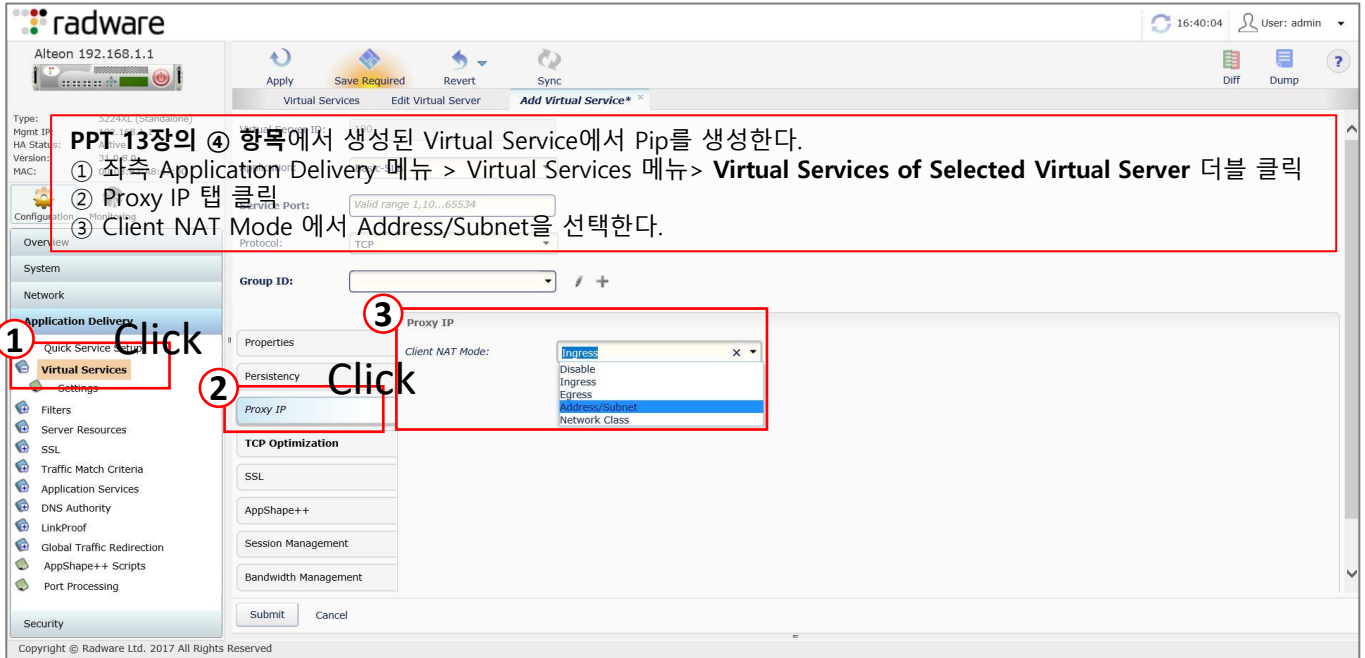 radware
16:40:04 User: admin
Alteon 192.168.1.1
Apply Save Required Revert Sync Diff Dump ?
Virtual Services Edit Virtual Server Add Virtual Service*
Type: 5224XL (Standalone)
Mgmt IP:
HA Status:
Version:
MAC:
PPT 13장의 ④ 항목에서 생성된 Virtual Service에서 Pip를 생성한다.
① 좌측 Application Delivery 메뉴 > Virtual Services 메뉴> Virtual Services of Selected Virtual Server 더블 클릭
② Proxy IP 탭 클릭
③ Client NAT Mode 에서 Address/Subnet을 선택한다.
Service Port: Valid range 1,10...65534
Protocol: TCP
Group ID:
Configuration Monitoring
Overview
System
Network
Application Delivery
① Click
Quick Service Setup
Virtual Services
Settings
Filters
Server Resources
SSL
Traffic Match Criteria
Application Services
DNS Authority
LinkProof
Global Traffic Redirection
AppShape++ Scripts
Port Processing
Security
Properties
Persistency
② Click
Proxy IP
TCP Optimization
SSL
AppShape++
Session Management
Bandwidth Management
③
Proxy IP
Client NAT Mode: Ingress
Disable
Ingress
Egress
Address/Subnet
Network Class
Submit Cancel
Copyright © Radware Ltd. 2017 All Rights Reserved